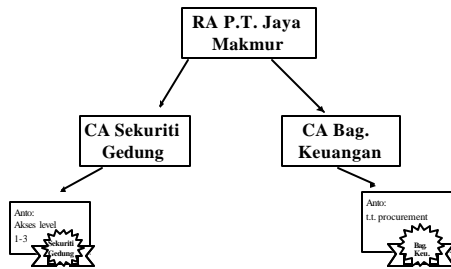 RA P.T. Jaya
Makmur
CA Sekuriti
Gedung
CA Bag.
Keuangan
Anto:
Akses level
1-3
Sekuriti
Gedung
Anto:
t.t. procurement
Bag.
Keu.